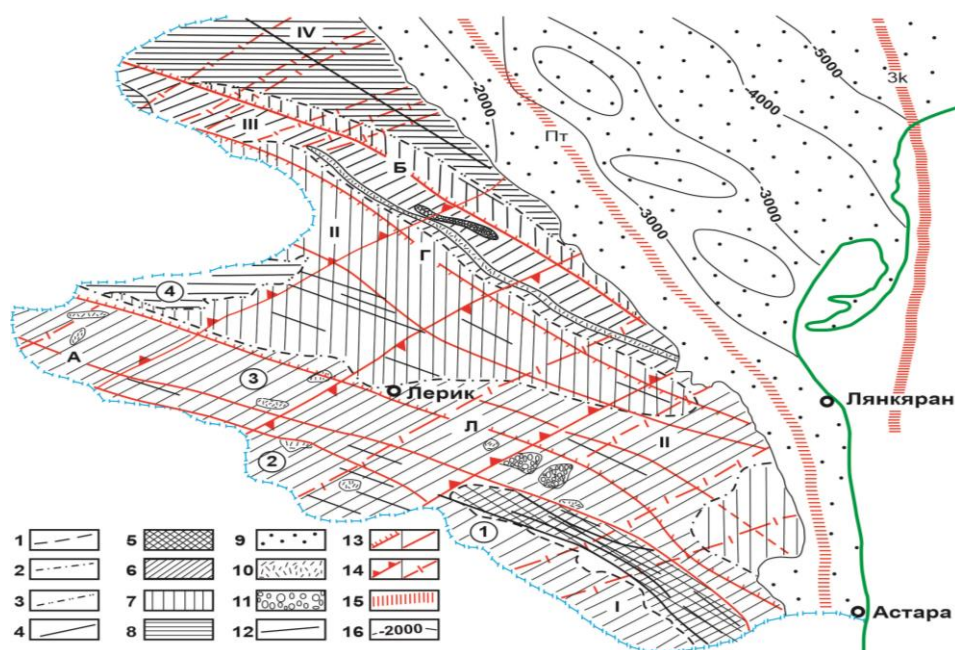 IV
-5000
Зк
-2000
-4000
Пт
III
Б
-3000
-3000
II
Г
4
А
3
Лерик
Лянкяран
Л
II
2
1
I
Астара
1 5 9 13
2 6 10 14
3 7 11 15
4 8 12 16 -2000